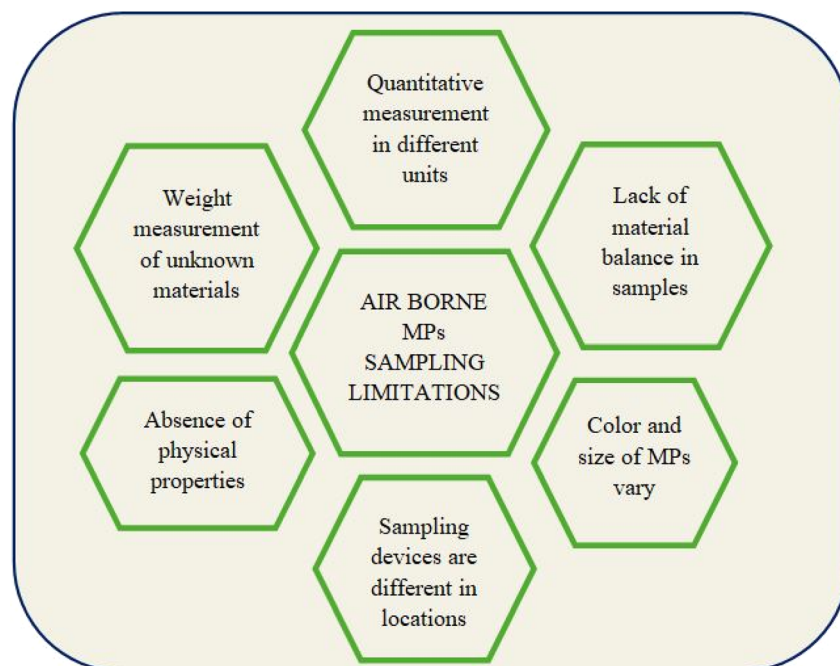 Quantitative
measurement
in different
units
Weight
measurement
of unknown
materials
Lack of
material
balance in
samples
AIR BORNE
MPs
SAMPLING
LIMITATIONS
Absence of
physical
properties
Color and
size of MPs
vary
Sampling
devices are
different in
locations